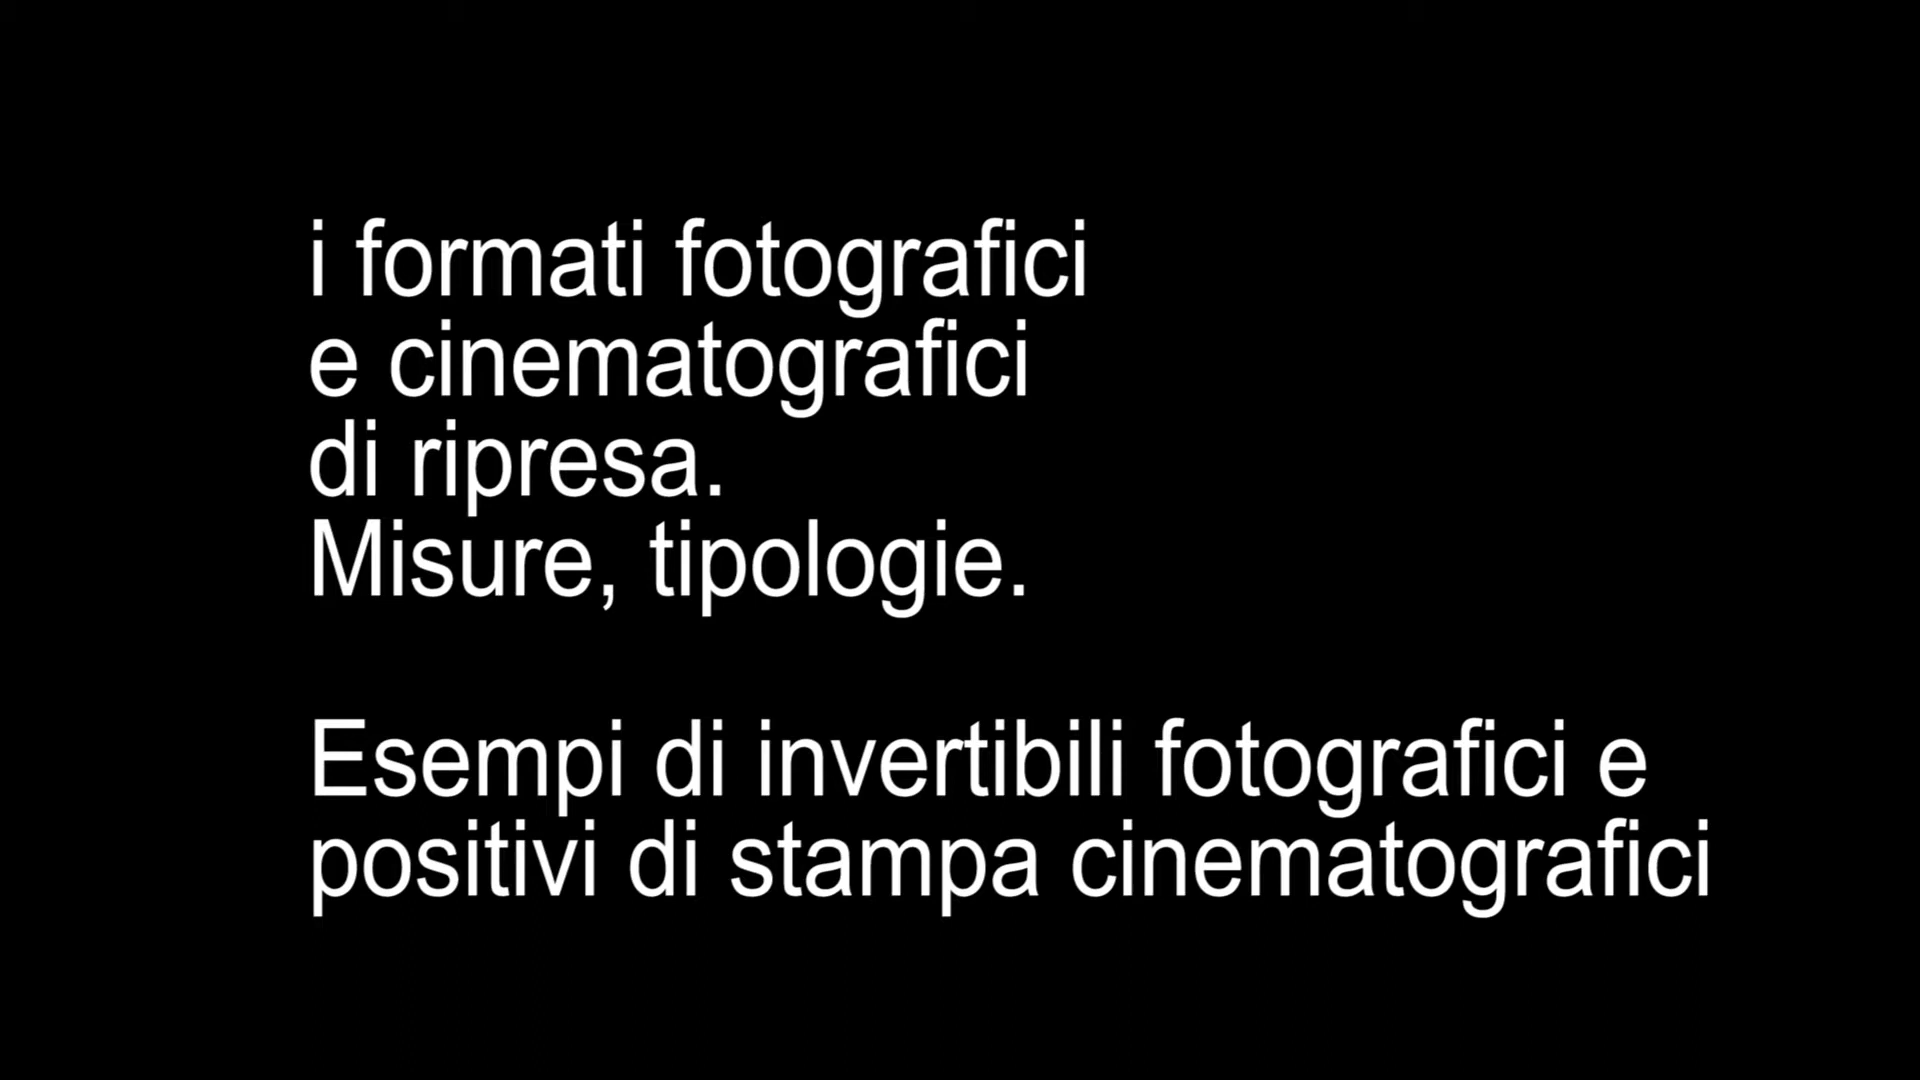 i formati fotografici
e cinematografici
di ripresa.
Misure, tipologie.
Esempi di invertibili fotografici e
positivi di stampa cinematografici